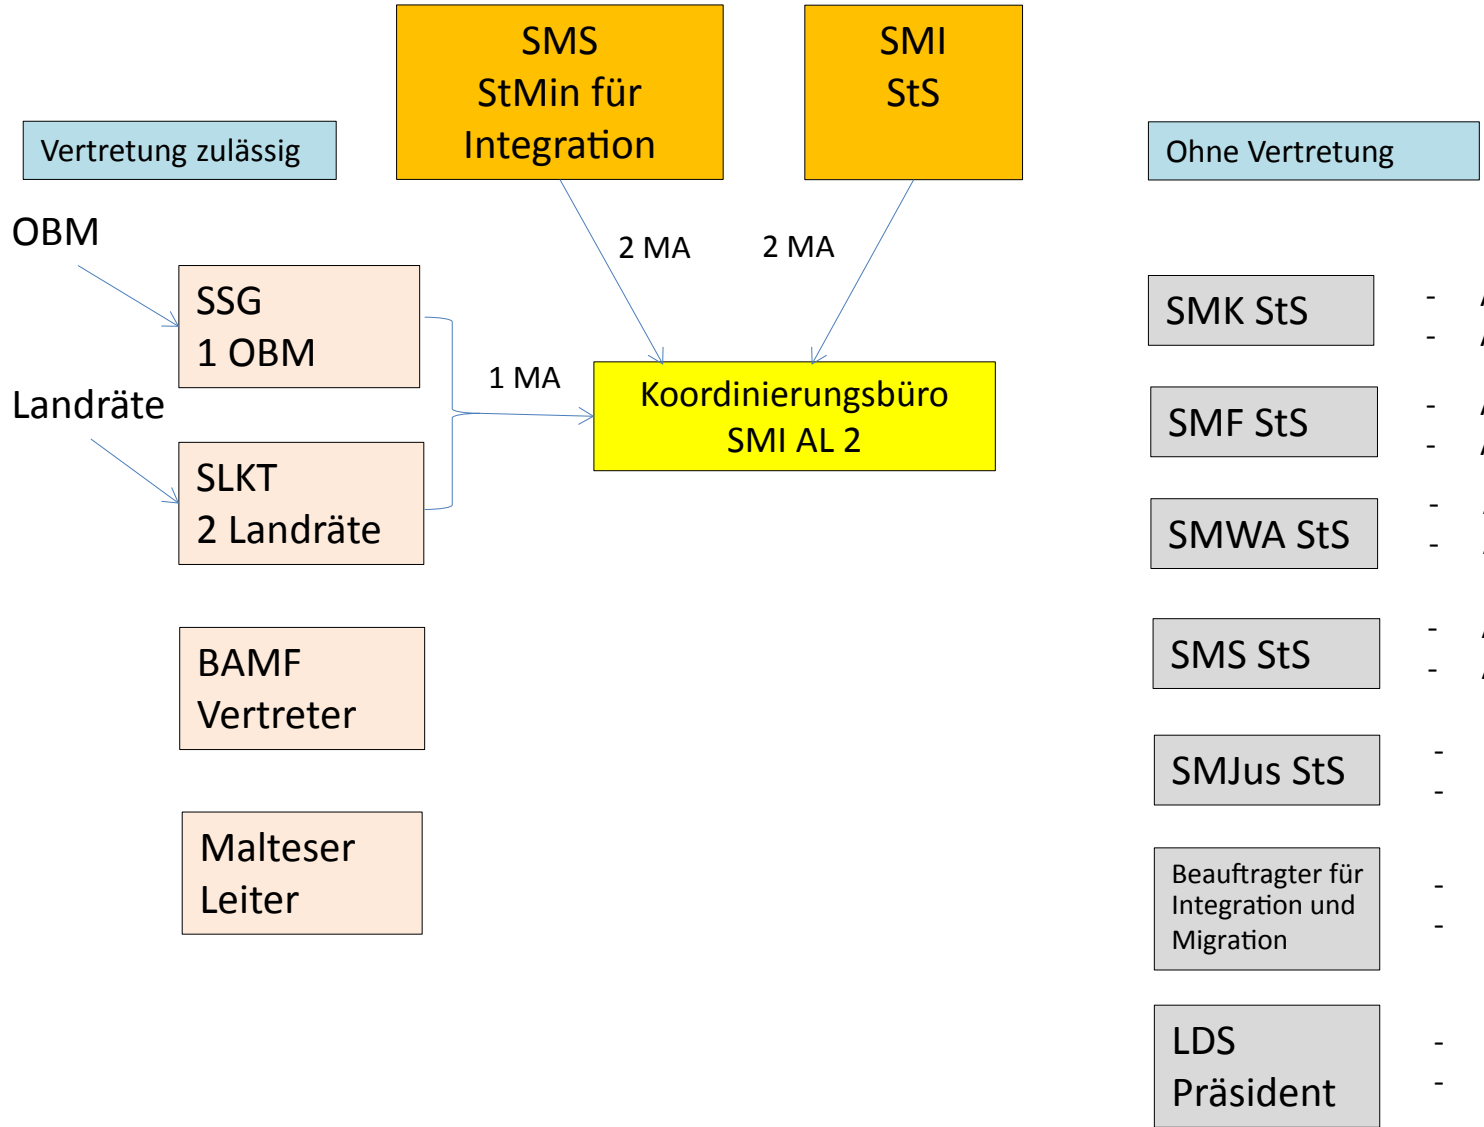 SMS
StMin für
Integration
SMI
StS
Vertretung zulässig
Ohne Vertretung
OBM
2 MA
2 MA
SSG
1 OBM
Landräte
1 MA
Koordinierungsbüro
SMI AL 2
SLKT
2 Landräte
BAMF
Vertreter
Malteser
Leiter
SMK StS
-
-
SMF StS
-
-
SMWA StS
-
-
SMS StS
-
-
SMJus StS
-
-
Beauftragter für
Integration und
Migration
-
-
LDS
Präsident
-
-